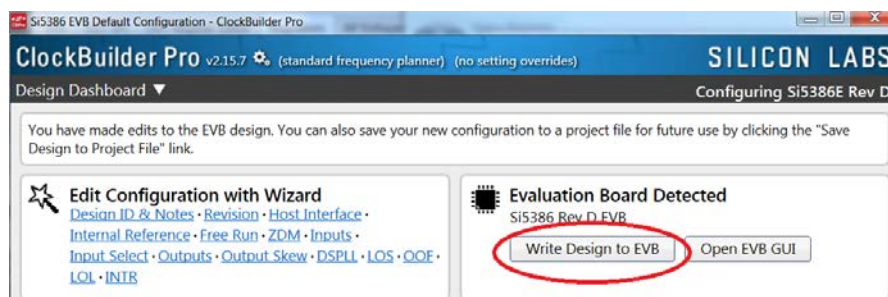 Si5386 EVB Default Configuration - ClockBuilder Pro
ClockBuilder Pro v2.15.7 (standard frequency planner) (no setting overrides) SILICON LABS
Design Dashboard ▼ Configuring Si5386E Rev D
You have made edits to the EVB design. You can also save your new configuration to a project file for future use by clicking the "Save
Design to Project File" link.
Edit Configuration with Wizard
Design ID & Notes · Revision · Host Interface ·
Internal Reference · Free Run · ZDM · Inputs ·
Input Select · Outputs · Output Skew · DSPLL · LOS · OOF ·
LOL · INTR
Evaluation Board Detected
Si5386 Rev D EVB
Write Design to EVB Open EVB GUI